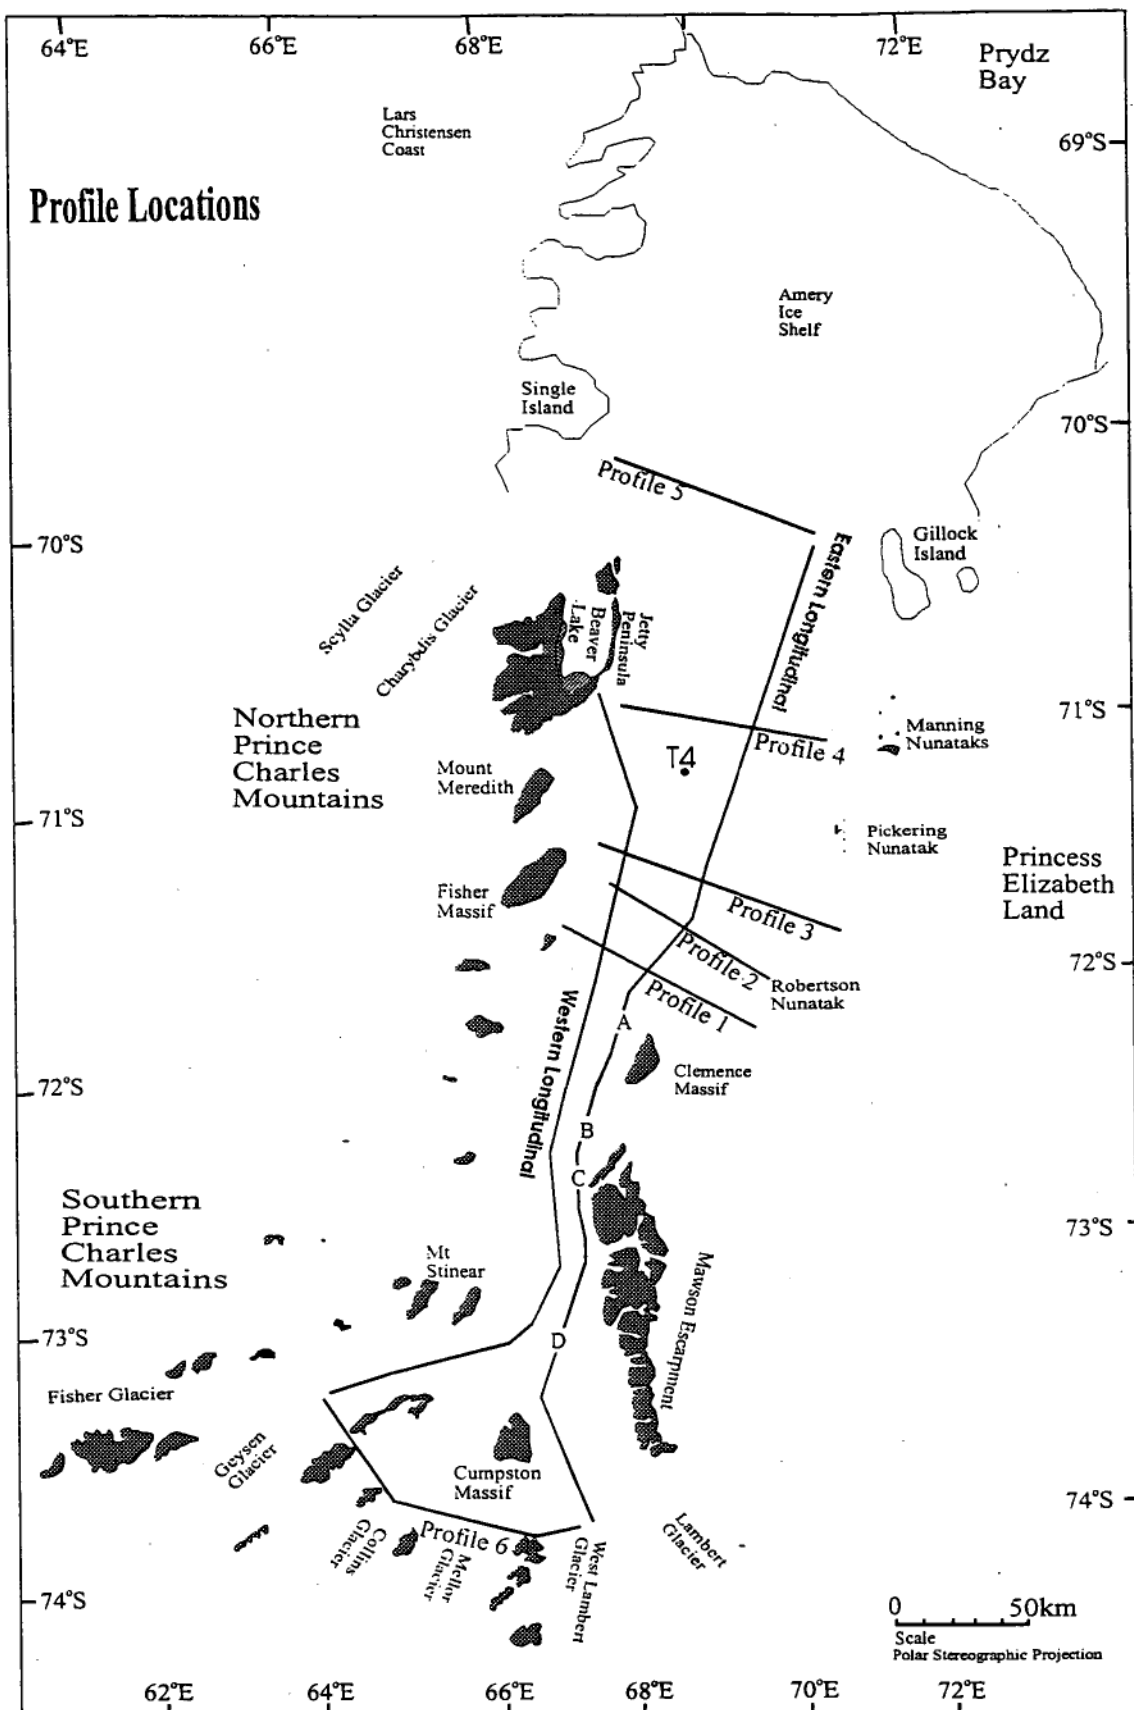 64°E 66°E 68°E 72°E
Prydz
Bay
Lars
Christensen
Coast
69°S
Profile Locations
Amery
Ice
Shelf
Single
Island
70°S
Profile 5
Gillock
Island
70°S
Eastern Longitudinal
Scylla Glacier
Charybdis Glacier
Beaver
Lake
Jetty
Peninsula
71°S
Northern
Prince
Charles
Mountains
Manning
Nunataks
Profile 4
T4
Mount
Meredith
71°S
Pickering
Nunatak
Princess
Elizabeth
Land
Fisher
Massif
Profile 3
72°S
Profile 2
Robertson
Nunatak
Profile 1
Western Longitudinal
A
Clemence
Massif
72°S
B
C
Southern
Prince
Charles
Mountains
73°S
Mt
Stinear
Mawson Escarpment
73°S
D
Fisher Glacier
Geysen
Glacier
Cumpston
Massif
74°S
Profile 6
Collins
Glacier
Mellor
Glacier
West Lambert
Glacier
Lambert
Glacier
74°S
0 50km
Scale
Polar Stereographic Projection
62°E 64°E 66°E 68°E 70°E 72°E